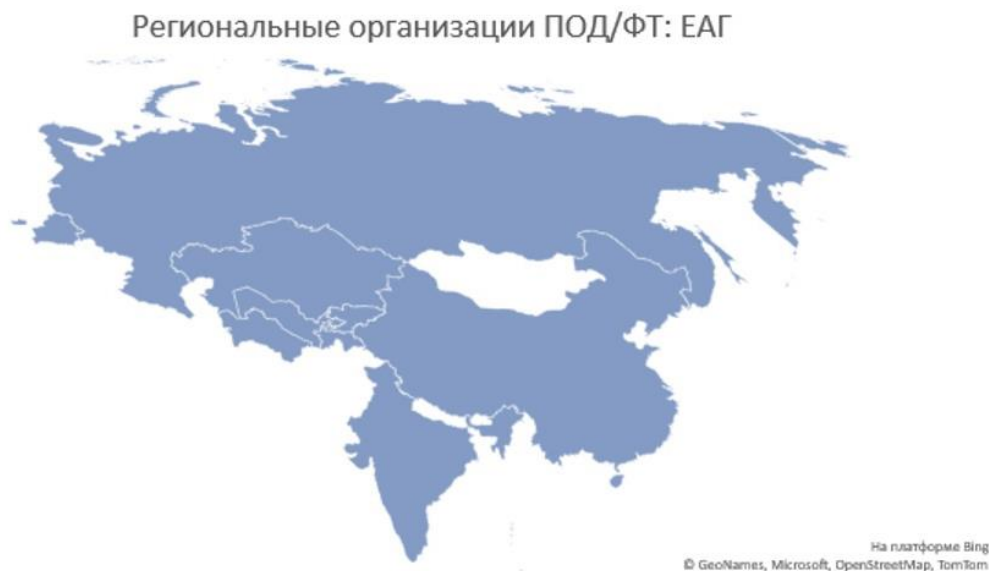 Региональные организации ПОД/ФТ: ЕАГ
На платформе Bing
© GeoNames, Microsoft, OpenStreetMap, TomTom